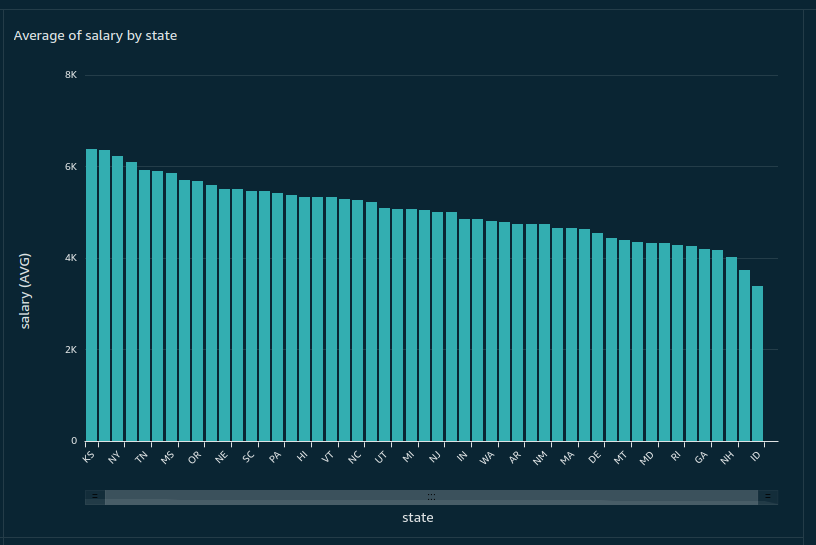 Average of salary by state
8K
6K
4K
2K
0
salary (AVG)
KS NY TN MS OR NE SC PA HI VT NC UT MI NJ IN WA AR NM MA DE MT MD RI GA NH ID
state